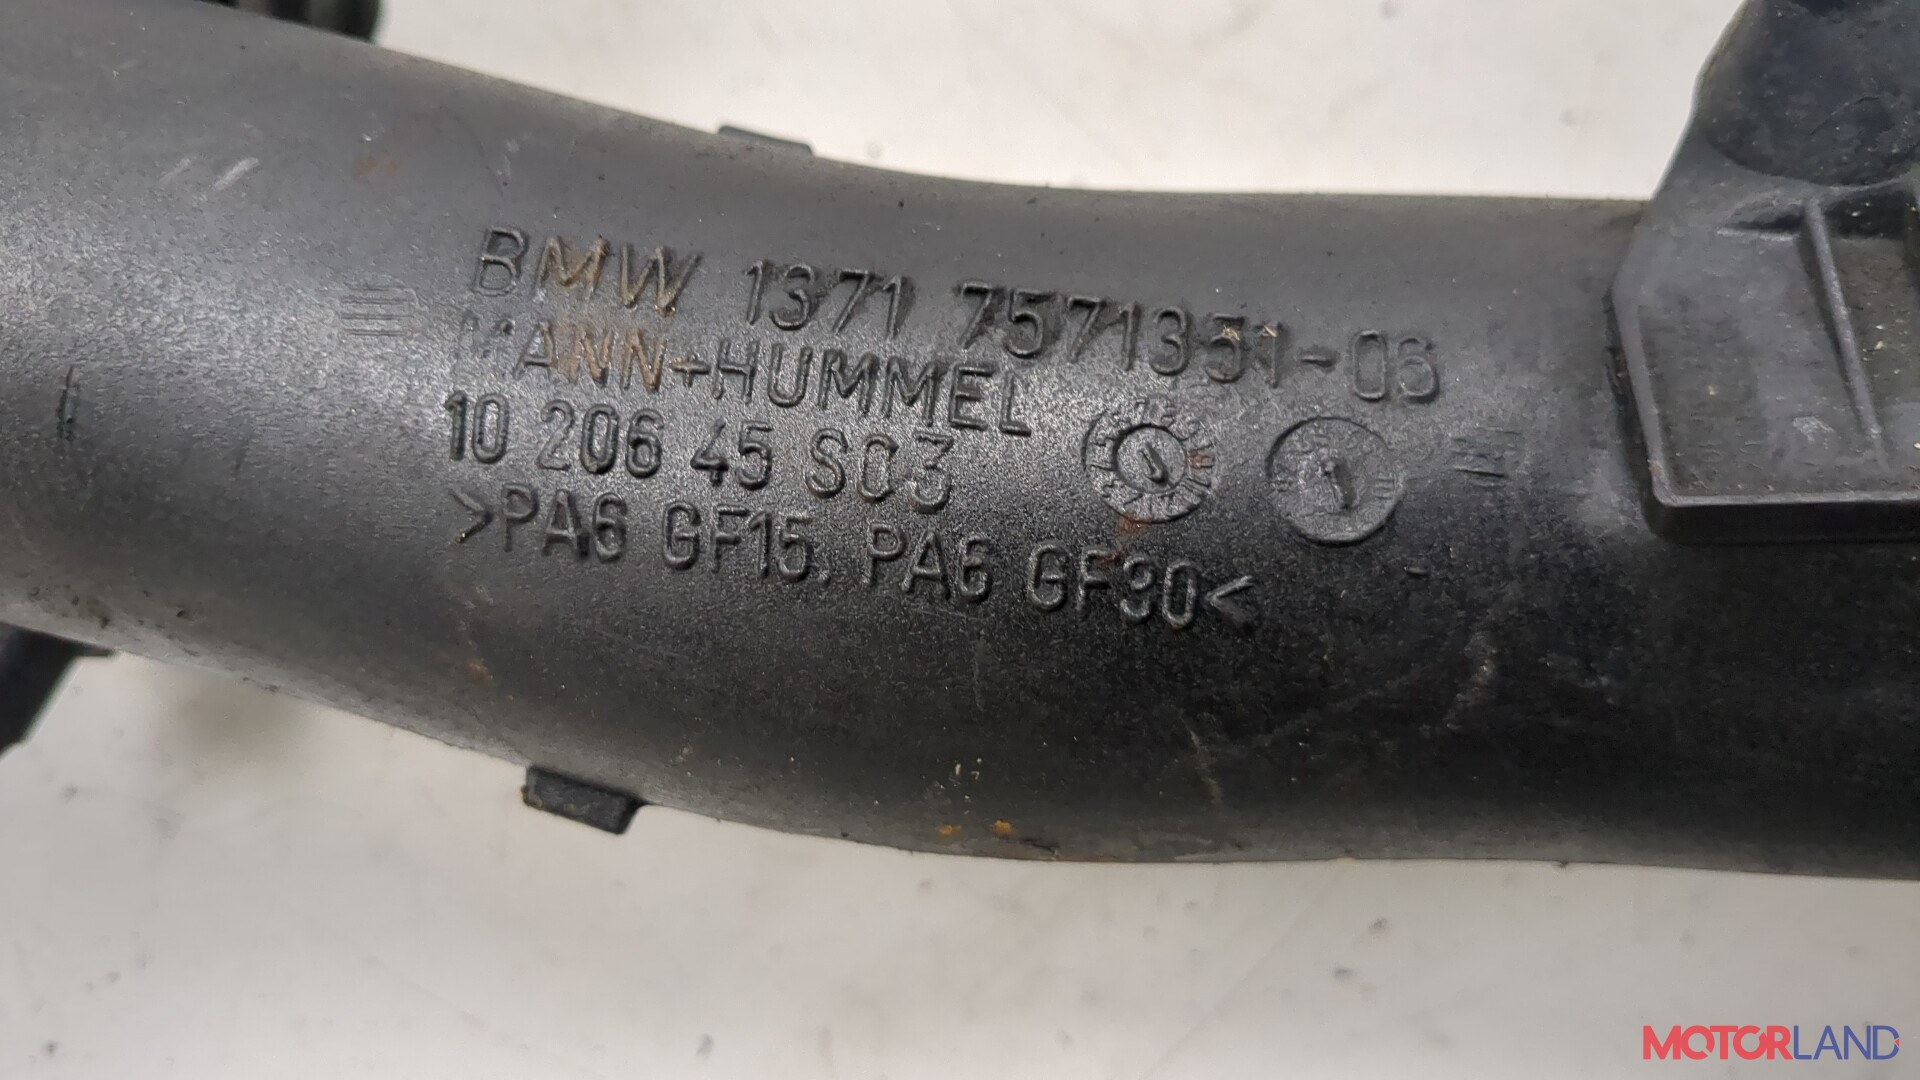 BMW 1371 7571351-06
MANN+HUMMEL
10 206 45 S03
>PA6 GF15. PA6 GF30<
MOTORLAND